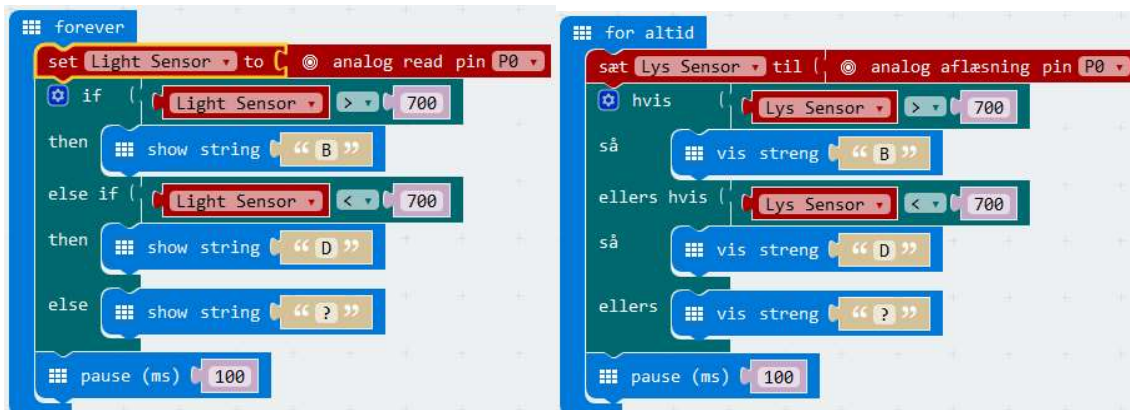 forever
set Light Sensor to analog read pin P0
if Light Sensor > 700
then show string “ B ”
else if Light Sensor < 700
then show string “ D ”
else show string “ ? ”
pause (ms) 100
for altid
sæt Lys Sensor til analog aflæsning pin P0
hvis Lys Sensor > 700
så vis streng “ B ”
ellers hvis Lys Sensor < 700
så vis streng “ D ”
ellers vis streng “ ? ”
pause (ms) 100